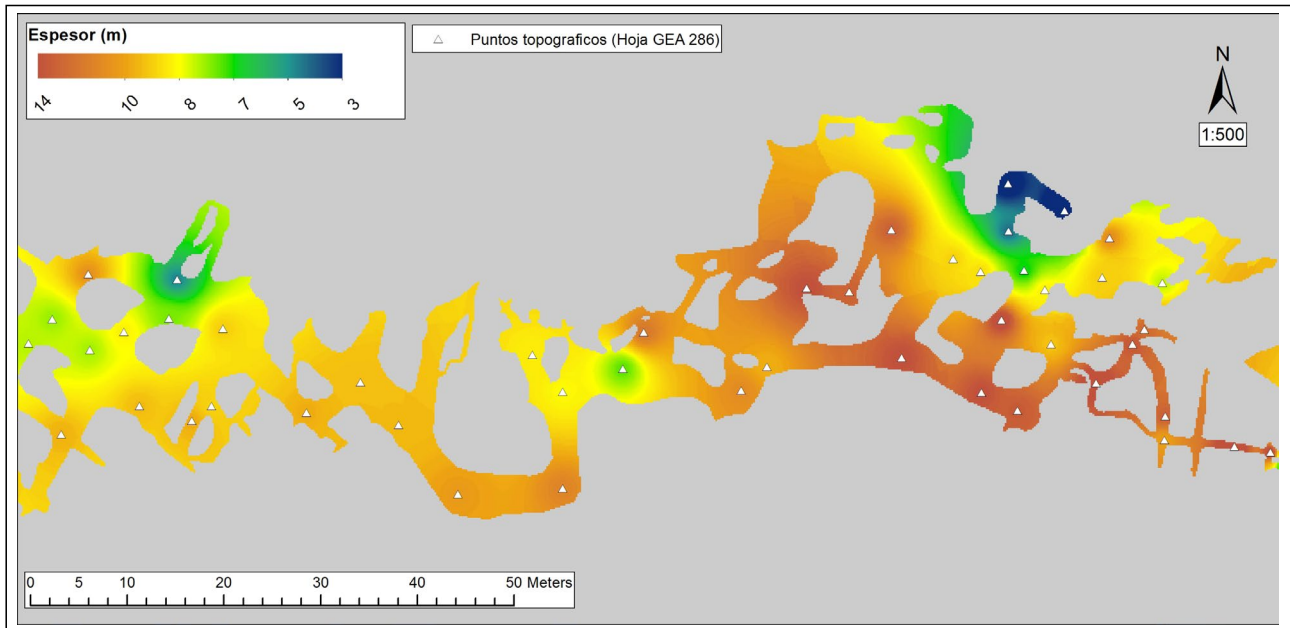 Espesor (m)
14 10 8 7 5 3
Puntos topograficos (Hoja GEA 286)
N
1:500
0 5 10 20 30 40 50 Meters